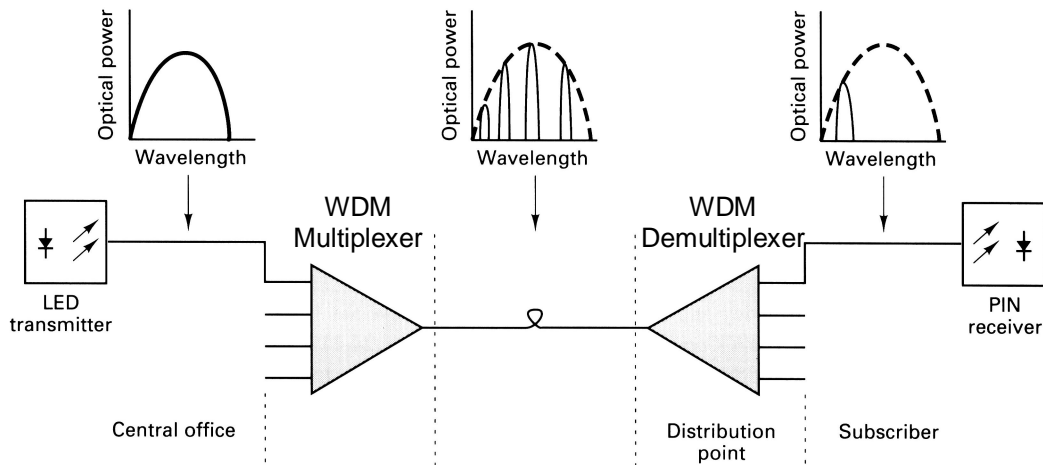 Optical power
Wavelength
Optical power
Wavelength
Optical power
Wavelength
WDM
Multiplexer
WDM
Demultiplexer
LED
transmitter
PIN
receiver
Central office
Distribution
point
Subscriber